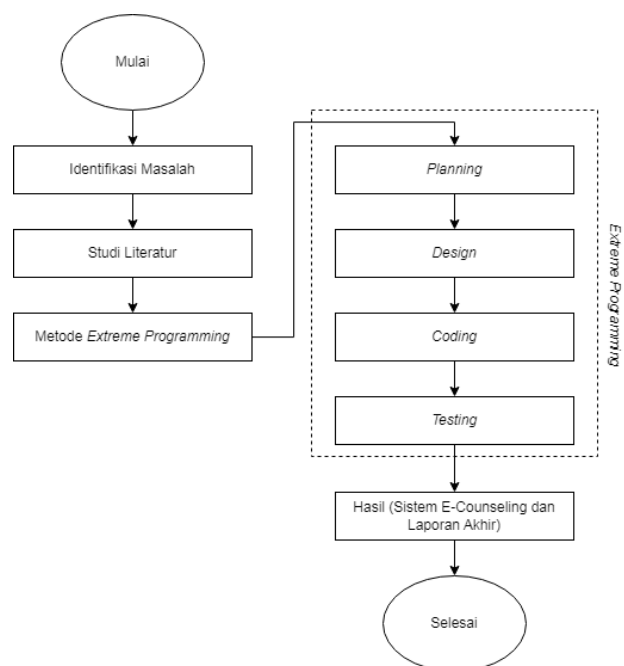 Mulai
Identifikasi Masalah
Studi Literatur
Metode Extreme Programming
Planning
Design
Coding
Testing
Extreme Programming
Hasil (Sistem E-Counseling dan
Laporan Akhir)
Selesai